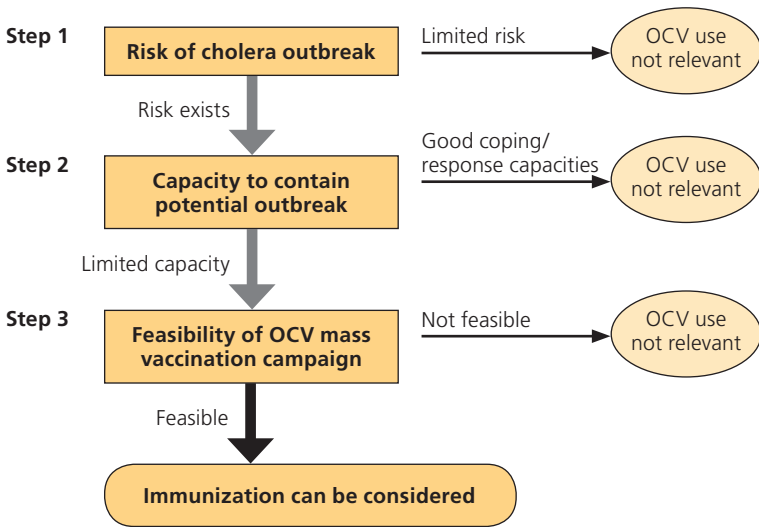 Step 1
Risk of cholera outbreak
Limited risk
OCV use
not relevant
Risk exists
Step 2
Capacity to contain
potential outbreak
Good coping/
response capacities
OCV use
not relevant
Limited capacity
Step 3
Feasibility of OCV mass
vaccination campaign
Not feasible
OCV use
not relevant
Feasible
Immunization can be considered